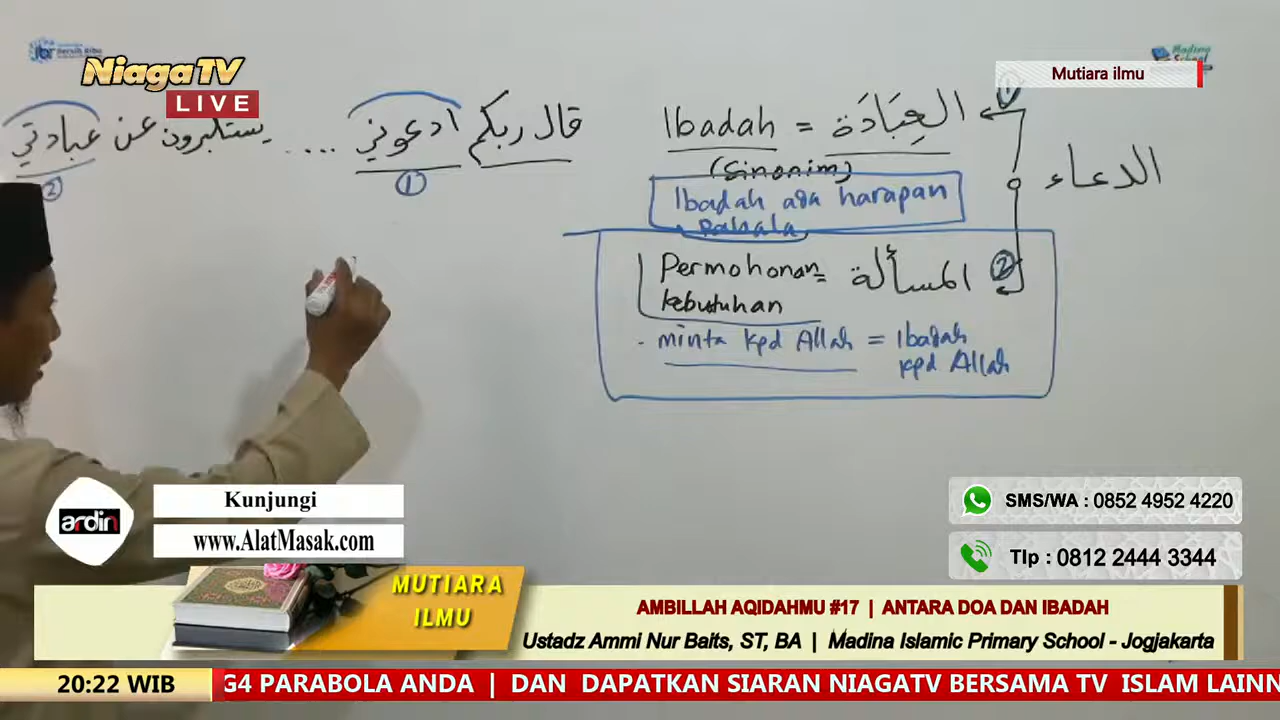 NiagaTV
LIVE
Mutiara ilmu
Madina
School
قال ربكم ادعوني .... يستكبرون عن عبادتي
① ②
الدعاء
①
Ibadah = العِبَادَة
(Sinonim)
Ibadah ada harapan
pahala
②
Permohonan = المسألة
kebutuhan
- minta kpd Allah = Ibadah
kpd Allah
ardin
Kunjungi
www.AlatMasak.com
SMS/WA : 0852 4952 4220
Tlp : 0812 2444 3344
MUTIARA
ILMU
AMBILLAH AQIDAHMU #17 | ANTARA DOA DAN IBADAH
Ustadz Ammi Nur Baits, ST, BA | Madina Islamic Primary School - Jogjakarta
20:22 WIB
G4 PARABOLA ANDA | DAN DAPATKAN SIARAN NIAGATV BERSAMA TV ISLAM LAINN